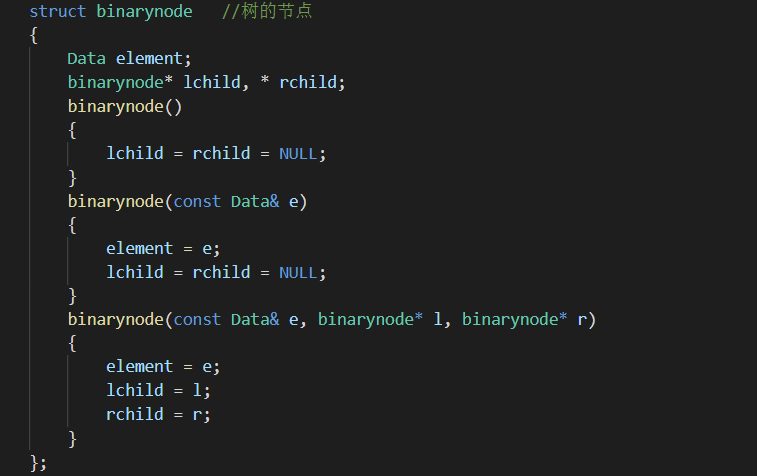 struct binarynode   //树的节点
{
    Data element;
    binarynode* lchild, * rchild;
    binarynode()
    {
        lchild = rchild = NULL;
    }
    binarynode(const Data& e)
    {
        element = e;
        lchild = rchild = NULL;
    }
    binarynode(const Data& e, binarynode* l, binarynode* r)
    {
        element = e;
        lchild = l;
        rchild = r;
    }
};